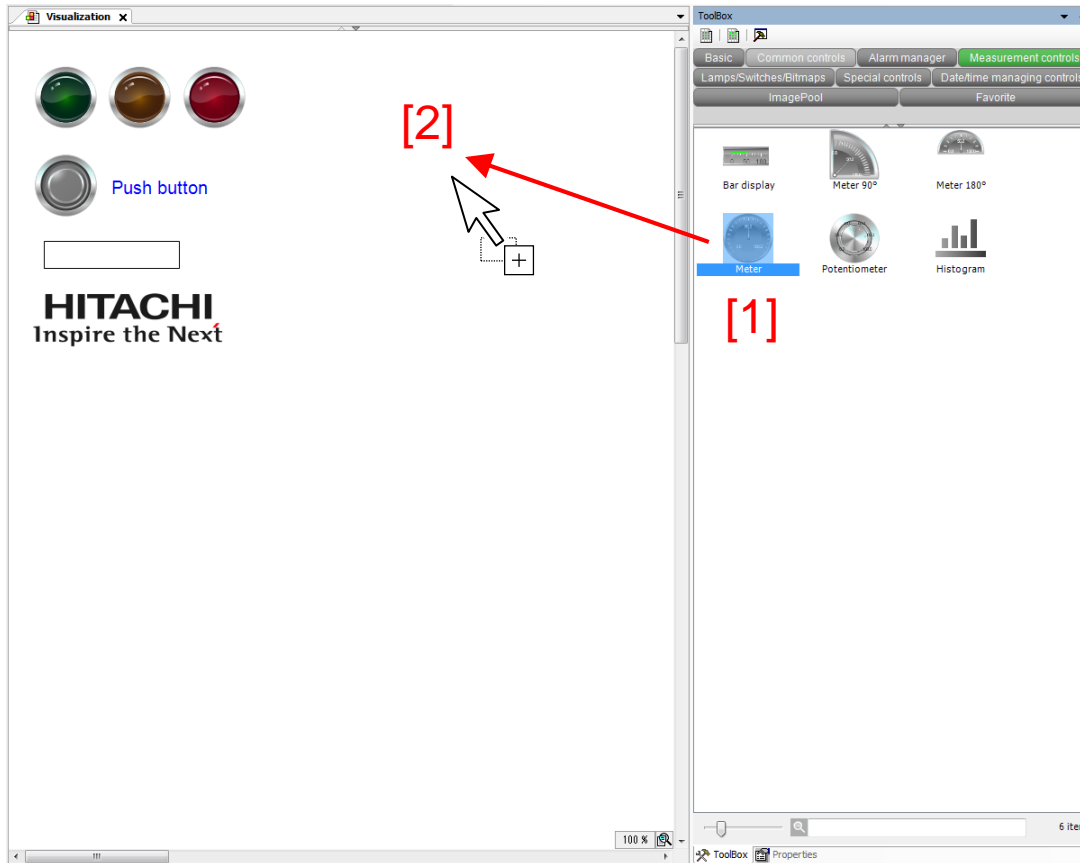 Visualization
ToolBox
Basic
Common controls
Alarm manager
Measurement controls
Lamps/Switches/Bitmaps
Special controls
Date/time managing controls
ImagePool
Favorite
[2]
Push button
Bar display
Meter 90°
Meter 180°
Meter
Potentiometer
Histogram
[1]
HITACHI
Inspire the Next
100 %
6 iter
ToolBox
Properties